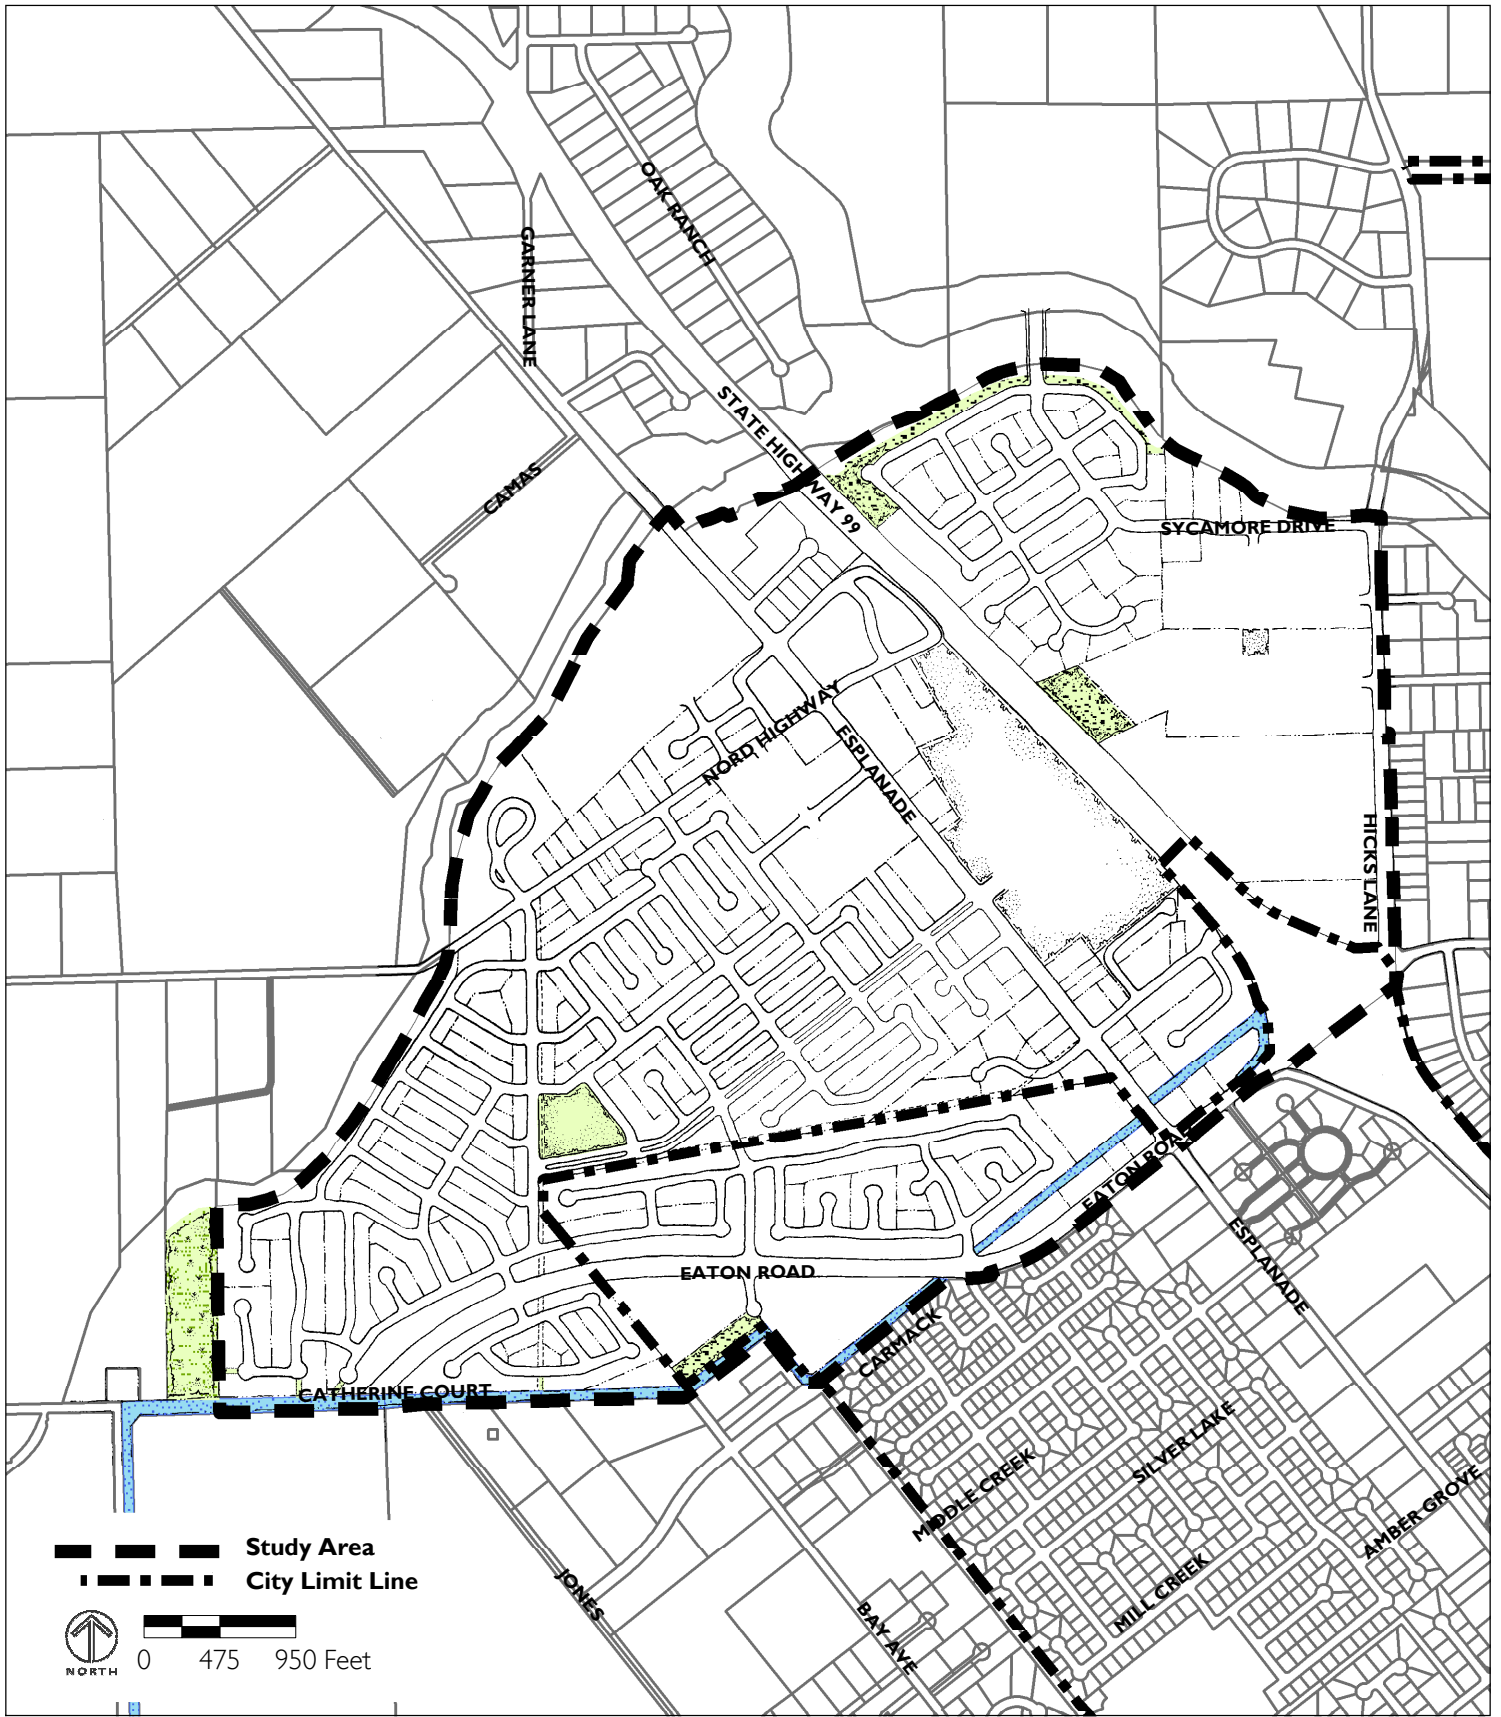 OAK RANCH
GARNER LANE
STATE HIGHWAY 99
CAMAS
SYCAMORE DRIVE
NORD HIGHWAY
ESPLANADE
HICKS LANE
EATON ROAD
ESPLANADE
EATON ROAD
CARMACK
CATHERINE COURT
MIDDLE CREEK
SILVER LAKE
AMBER GROVE
MILL CREEK
JONES
BAY AVE
Study Area
City Limit Line
NORTH
0 475 950 Feet